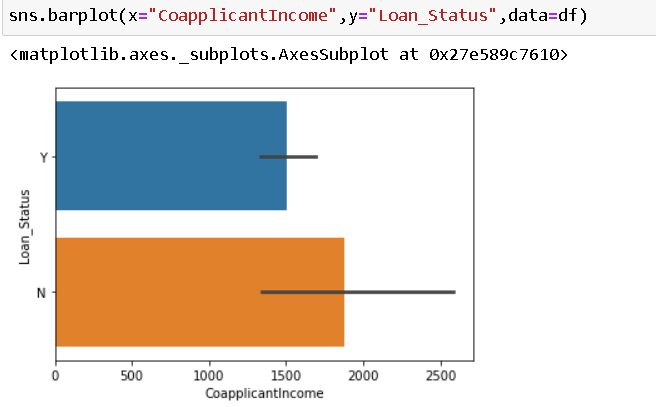 sns.barplot(x="CoapplicantIncome",y="Loan_Status",data=df)
<matplotlib.axes._subplots.AxesSubplot at 0x27e589c7610>
Y
Loan_Status
N
0 500 1000 1500 2000 2500
CoapplicantIncome